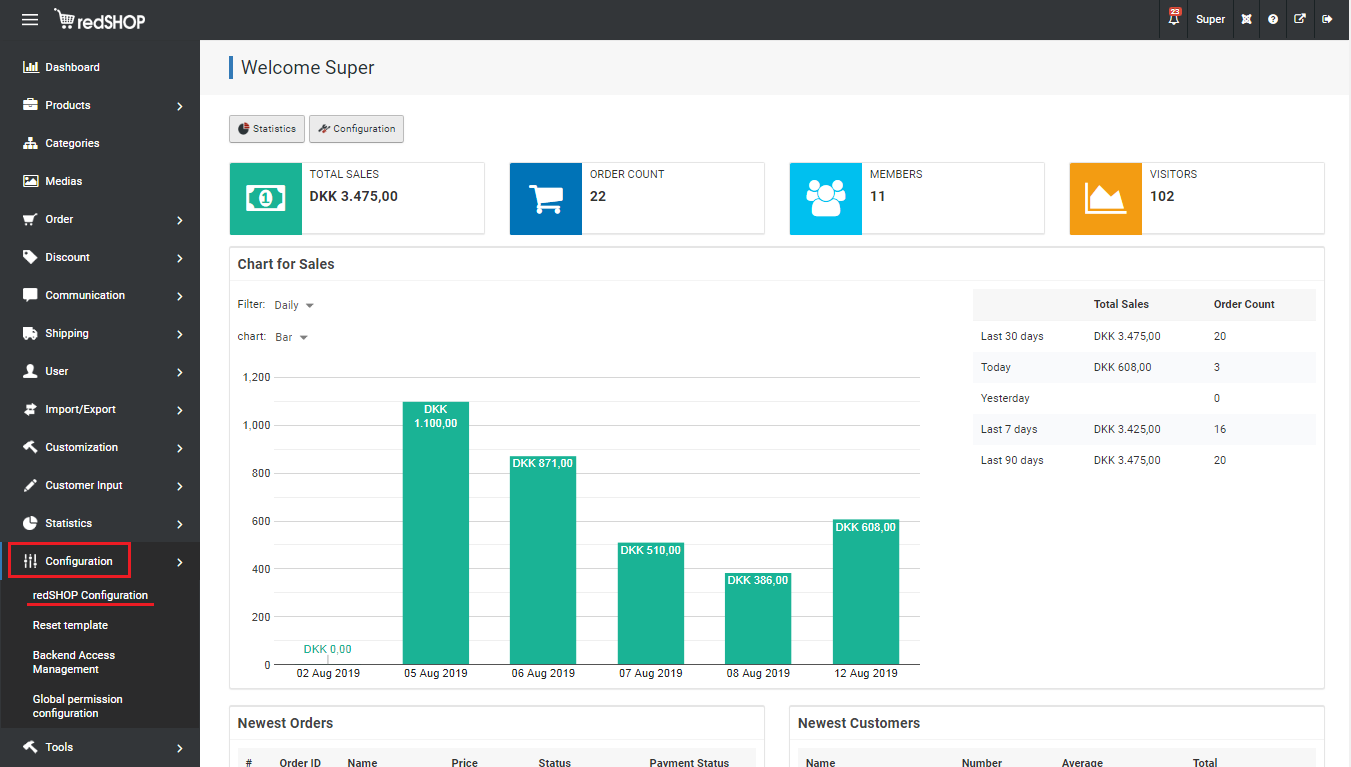 redSHOP
23
Super
Dashboard
Products
Categories
Medias
Order
Discount
Communication
Shipping
User
Import/Export
Customization
Customer Input
Statistics
Configuration
redSHOP Configuration
Reset template
Backend Access
Management
Global permission
configuration
Tools
Welcome Super
Statistics
Configuration
TOTAL SALES
DKK 3.475,00
ORDER COUNT
22
MEMBERS
11
VISITORS
102
Chart for Sales
Filter: Daily
chart: Bar
1,200
1,000
800
600
400
200
0
DKK 0,00
DKK
1.100,00
DKK 871,00
DKK 510,00
DKK 386,00
DKK 608,00
02 Aug 2019 05 Aug 2019 06 Aug 2019 07 Aug 2019 08 Aug 2019 12 Aug 2019
Total Sales Order Count
Last 30 days DKK 3.475,00 20
Today DKK 608,00 3
Yesterday 0
Last 7 days DKK 3.425,00 16
Last 90 days DKK 3.475,00 20
Newest Orders
# Order ID Name Price Status Payment Status
Newest Customers
Name Number Average Total